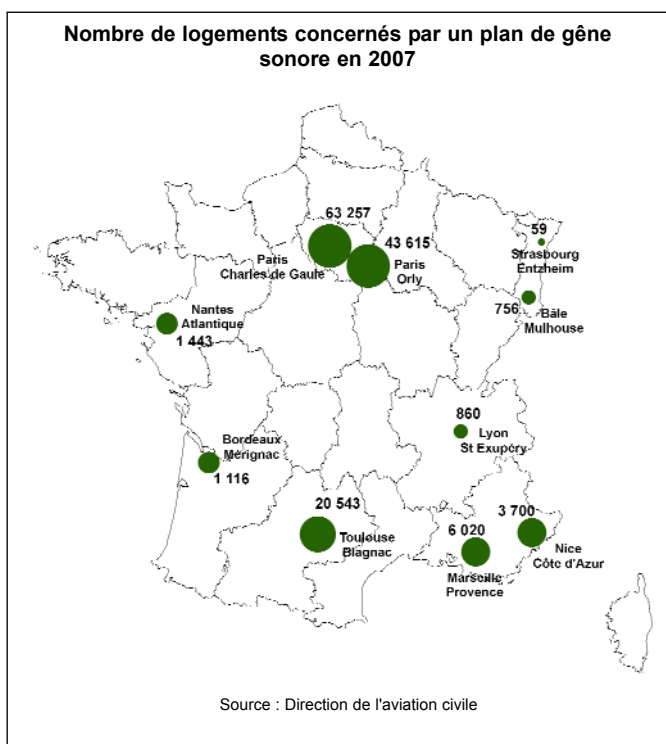 Nombre de logements concernés par un plan de gêne
sonore en 2007
63 257
Paris
Charles de Gaule
43 615
Paris
Orly
59
Strasbourg
Entzheim
756
Bâle
Mulhouse
Nantes
Atlantique
1 443
860
Lyon
St Exupéry
Bordeaux
Mérignac
1 116
20 543
Toulouse
Blagnac
6 020
Marseille
Provence
3 700
Nice
Côte d'Azur
Source : Direction de l'aviation civile